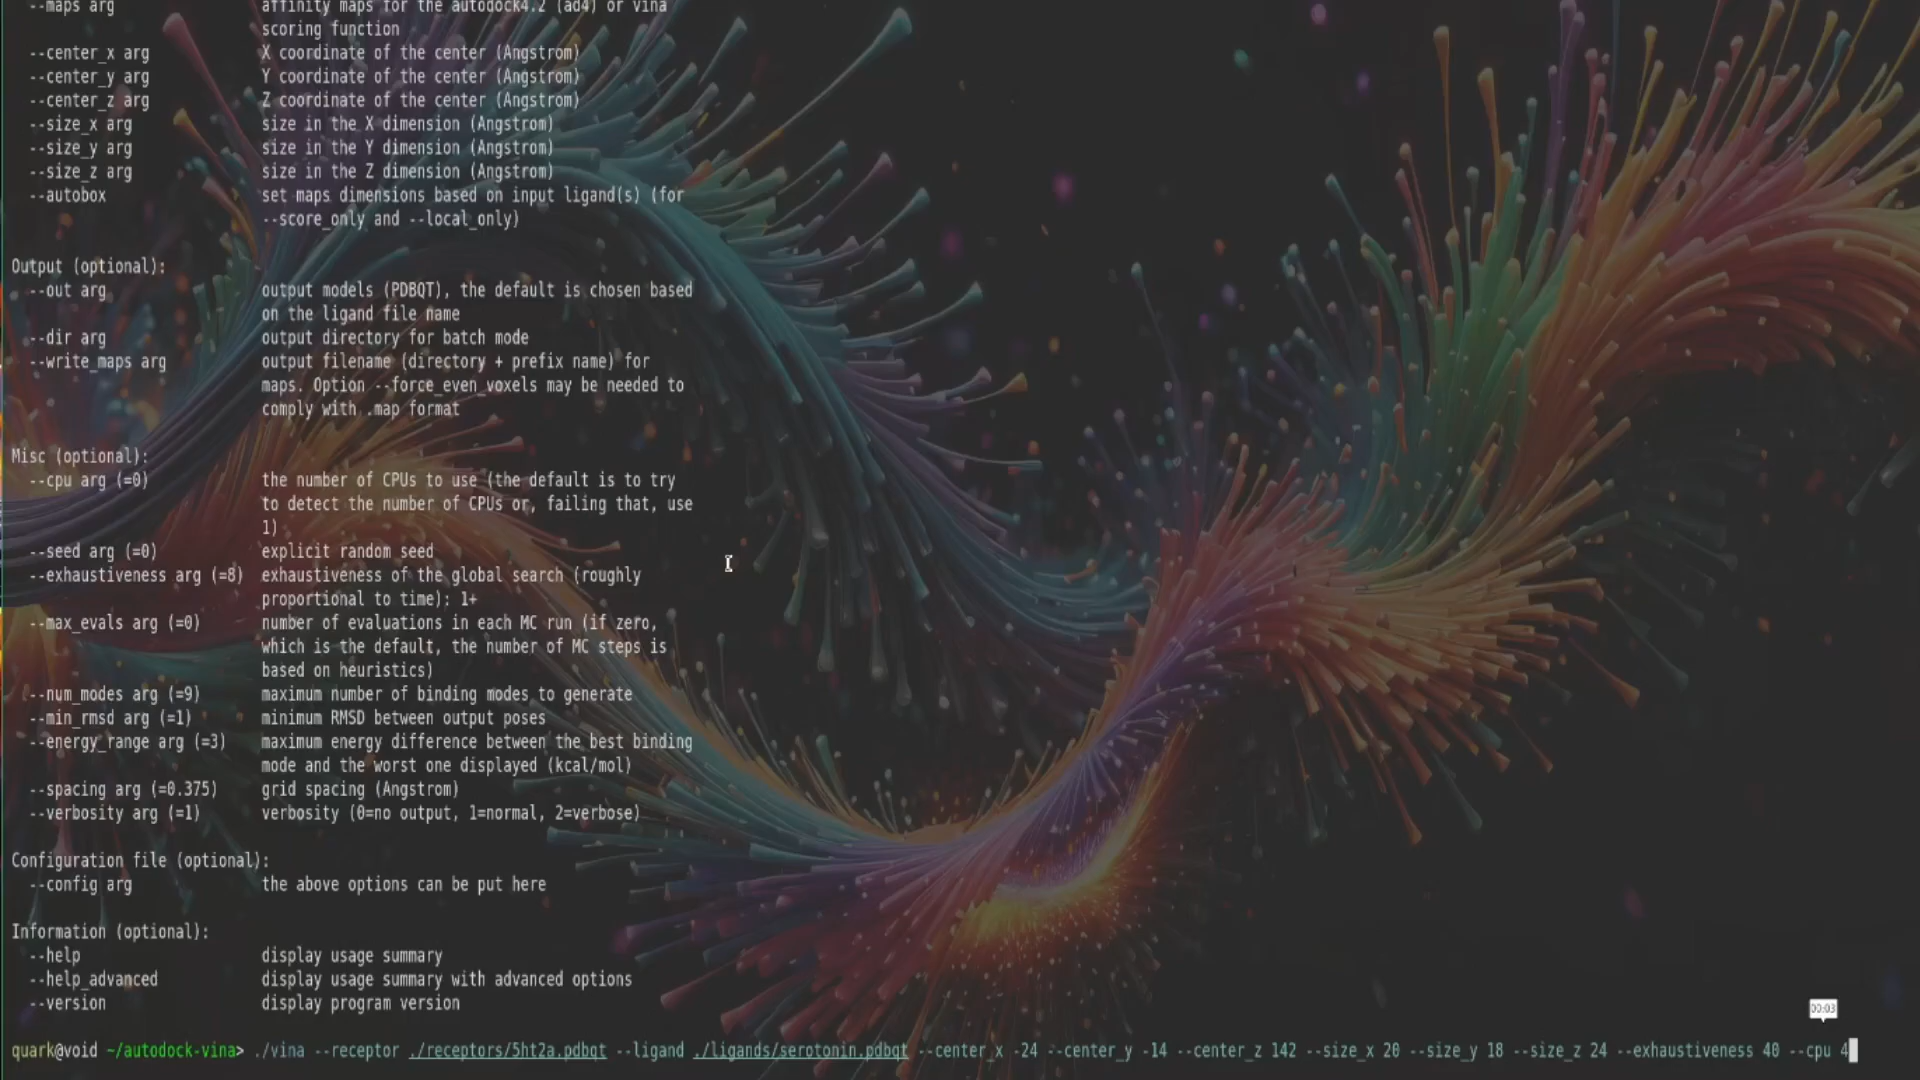 --maps arg affinity maps for the autodock4.2 (ad4) or vina
scoring function
--center_x arg X coordinate of the center (Angstrom)
--center_y arg Y coordinate of the center (Angstrom)
--center_z arg Z coordinate of the center (Angstrom)
--size_x arg size in the X dimension (Angstrom)
--size_y arg size in the Y dimension (Angstrom)
--size_z arg size in the Z dimension (Angstrom)
--autobox set maps dimensions based on input ligand(s) (for
--score_only and --local_only)
Output (optional):
--out arg output models (PDBQT), the default is chosen based
on the ligand file name
--dir arg output directory for batch mode
--write_maps arg output filename (directory + prefix name) for
maps. Option --force_even_voxels may be needed to
comply with .map format
Misc (optional):
--cpu arg (=0) the number of CPUs to use (the default is to try
to detect the number of CPUs or, failing that, use
1)
--seed arg (=0) explicit random seed
--exhaustiveness arg (=8) exhaustiveness of the global search (roughly
proportional to time): 1+
--max_evals arg (=0) number of evaluations in each MC run (if zero,
which is the default, the number of MC steps is
based on heuristics)
--num_modes arg (=9) maximum number of binding modes to generate
--min_rmsd arg (=1) minimum RMSD between output poses
--energy_range arg (=3) maximum energy difference between the best binding
mode and the worst one displayed (kcal/mol)
--spacing arg (=0.375) grid spacing (Angstrom)
--verbosity arg (=1) verbosity (0=no output, 1=normal, 2=verbose)
Configuration file (optional):
--config arg the above options can be put here
Information (optional):
--help display usage summary
--help_advanced display usage summary with advanced options
--version display program version
00:03
quark@void ~/autodock-vina> ./vina --receptor ./receptors/5ht2a.pdbqt --ligand ./ligands/serotonin.pdbqt --center_x -24 --center_y -14 --center_z 142 --size_x 20 --size_y 18 --size_z 24 --exhaustiveness 40 --cpu 4